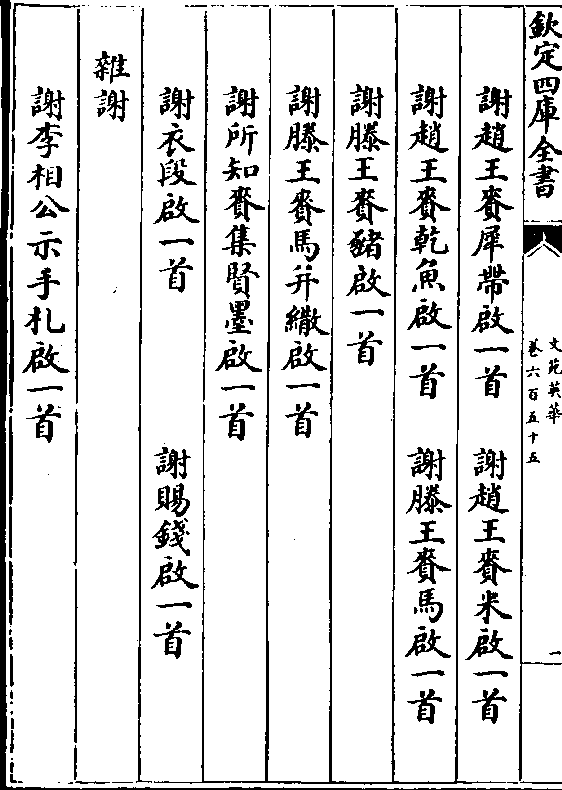 欽定四庫全書
文苑英華
卷六百五十五
一
謝趙王賚犀帶啟一首 謝趙王賚米啟一首
謝趙王賚乾魚啟一首 謝滕王賚馬啟一首
謝滕王賚豬啟一首
謝滕王賚馬并繖啟一首
謝所知賚集賢墨啟一首
謝衣段啟一首 謝賜錢啟一首
雜謝
謝李相公示手札啟一首